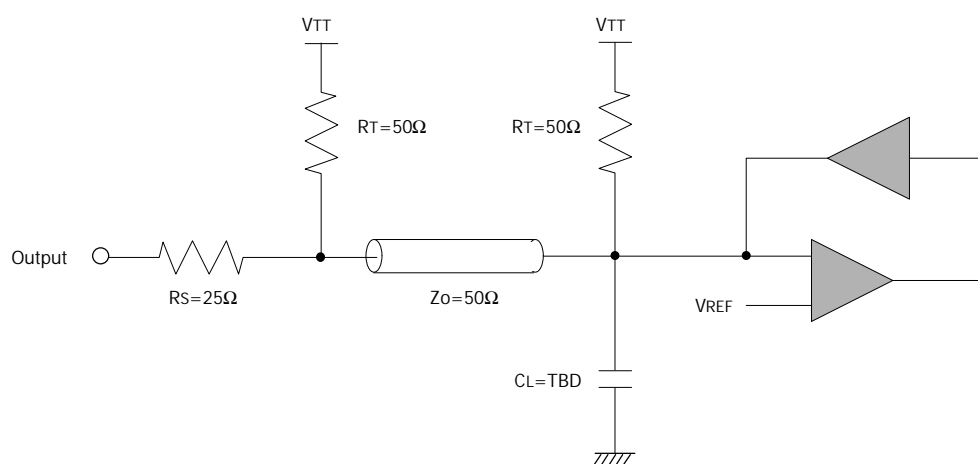 VTT
VTT
RT=50Ω
RT=50Ω
Output
RS=25Ω
Zo=50Ω
VREF
CL=TBD